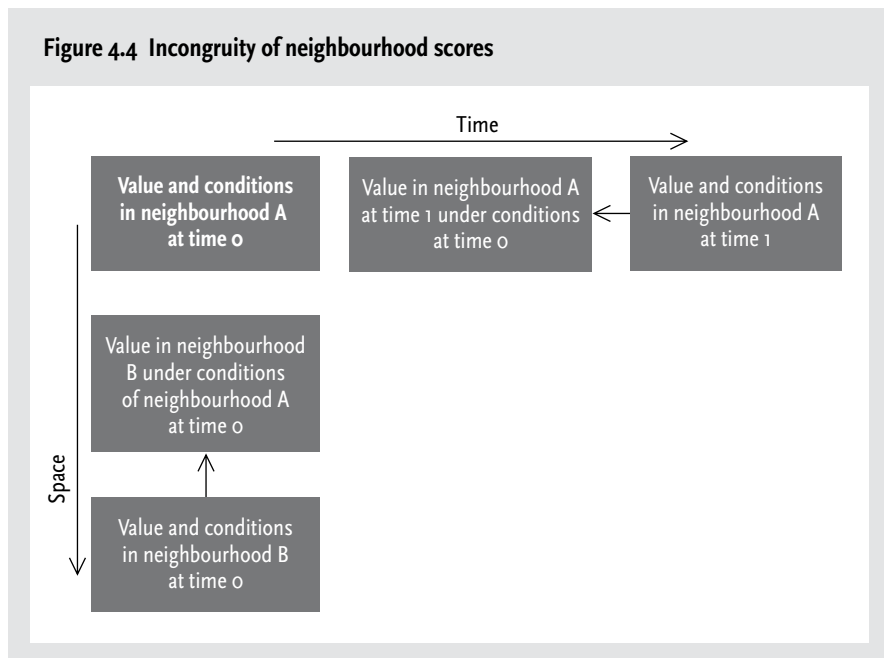 Figure 4.4 Incongruity of neighbourhood scores
Time
Value and conditions
in neighbourhood A
at time 0
Value in neighbourhood A
at time 1 under conditions
at time 0
Value and conditions
in neighbourhood A
at time 1
Value in neighbourhood
B under conditions
of neighbourhood A
at time 0
Space
Value and conditions
in neighbourhood B
at time 0